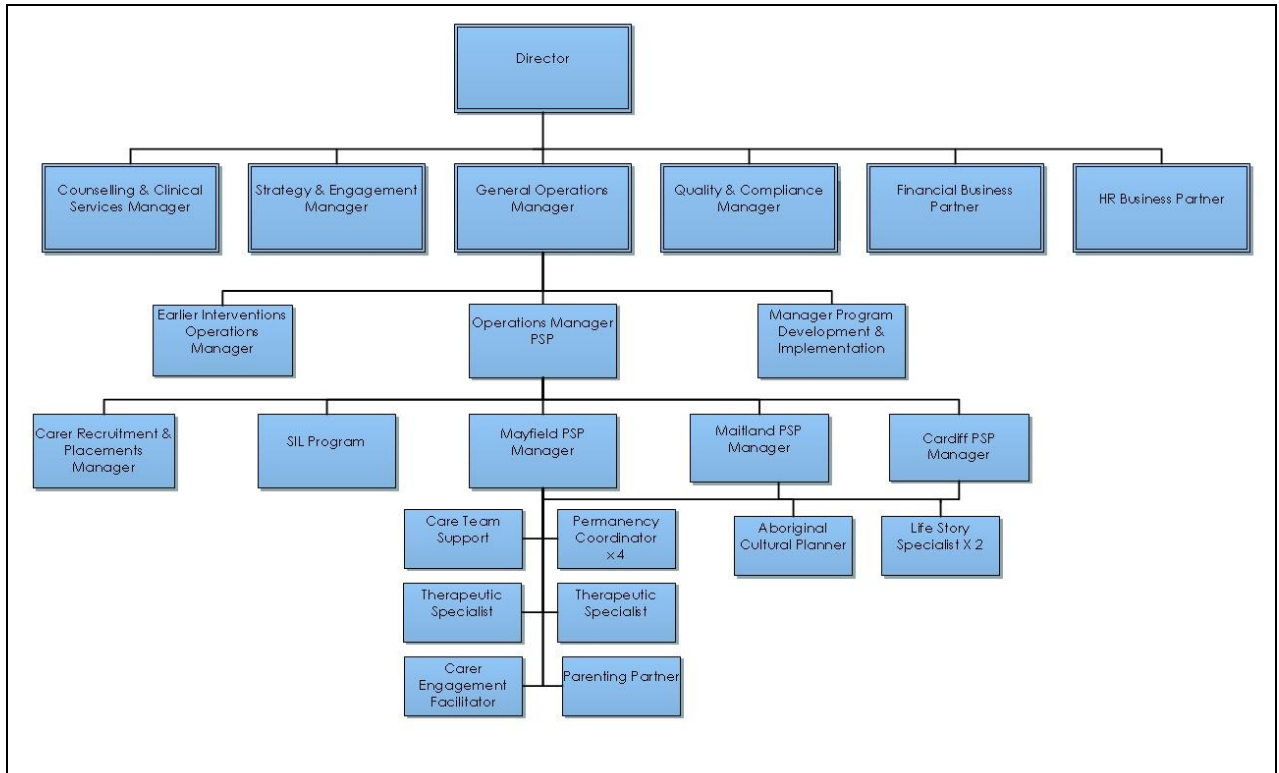 Director
Counselling & Clinical
Services Manager
Strategy & Engagement
Manager
General Operations
Manager
Quality & Compliance
Manager
Financial Business
Partner
HR Business Partner
Earlier Interventions
Operations
Manager
Operations Manager
PSP
Manager Program
Development &
Implementation
Carer Recruitment &
Placements
Manager
SIL Program
Mayfield PSP
Manager
Maitland PSP
Manager
Cardiff PSP
Manager
Care Team
Support
Permanency
Coordinator
x 4
Aboriginal
Cultural Planner
Life Story
Specialist X 2
Therapeutic
Specialist
Therapeutic
Specialist
Carer
Engagement
Facilitator
Parenting Partner